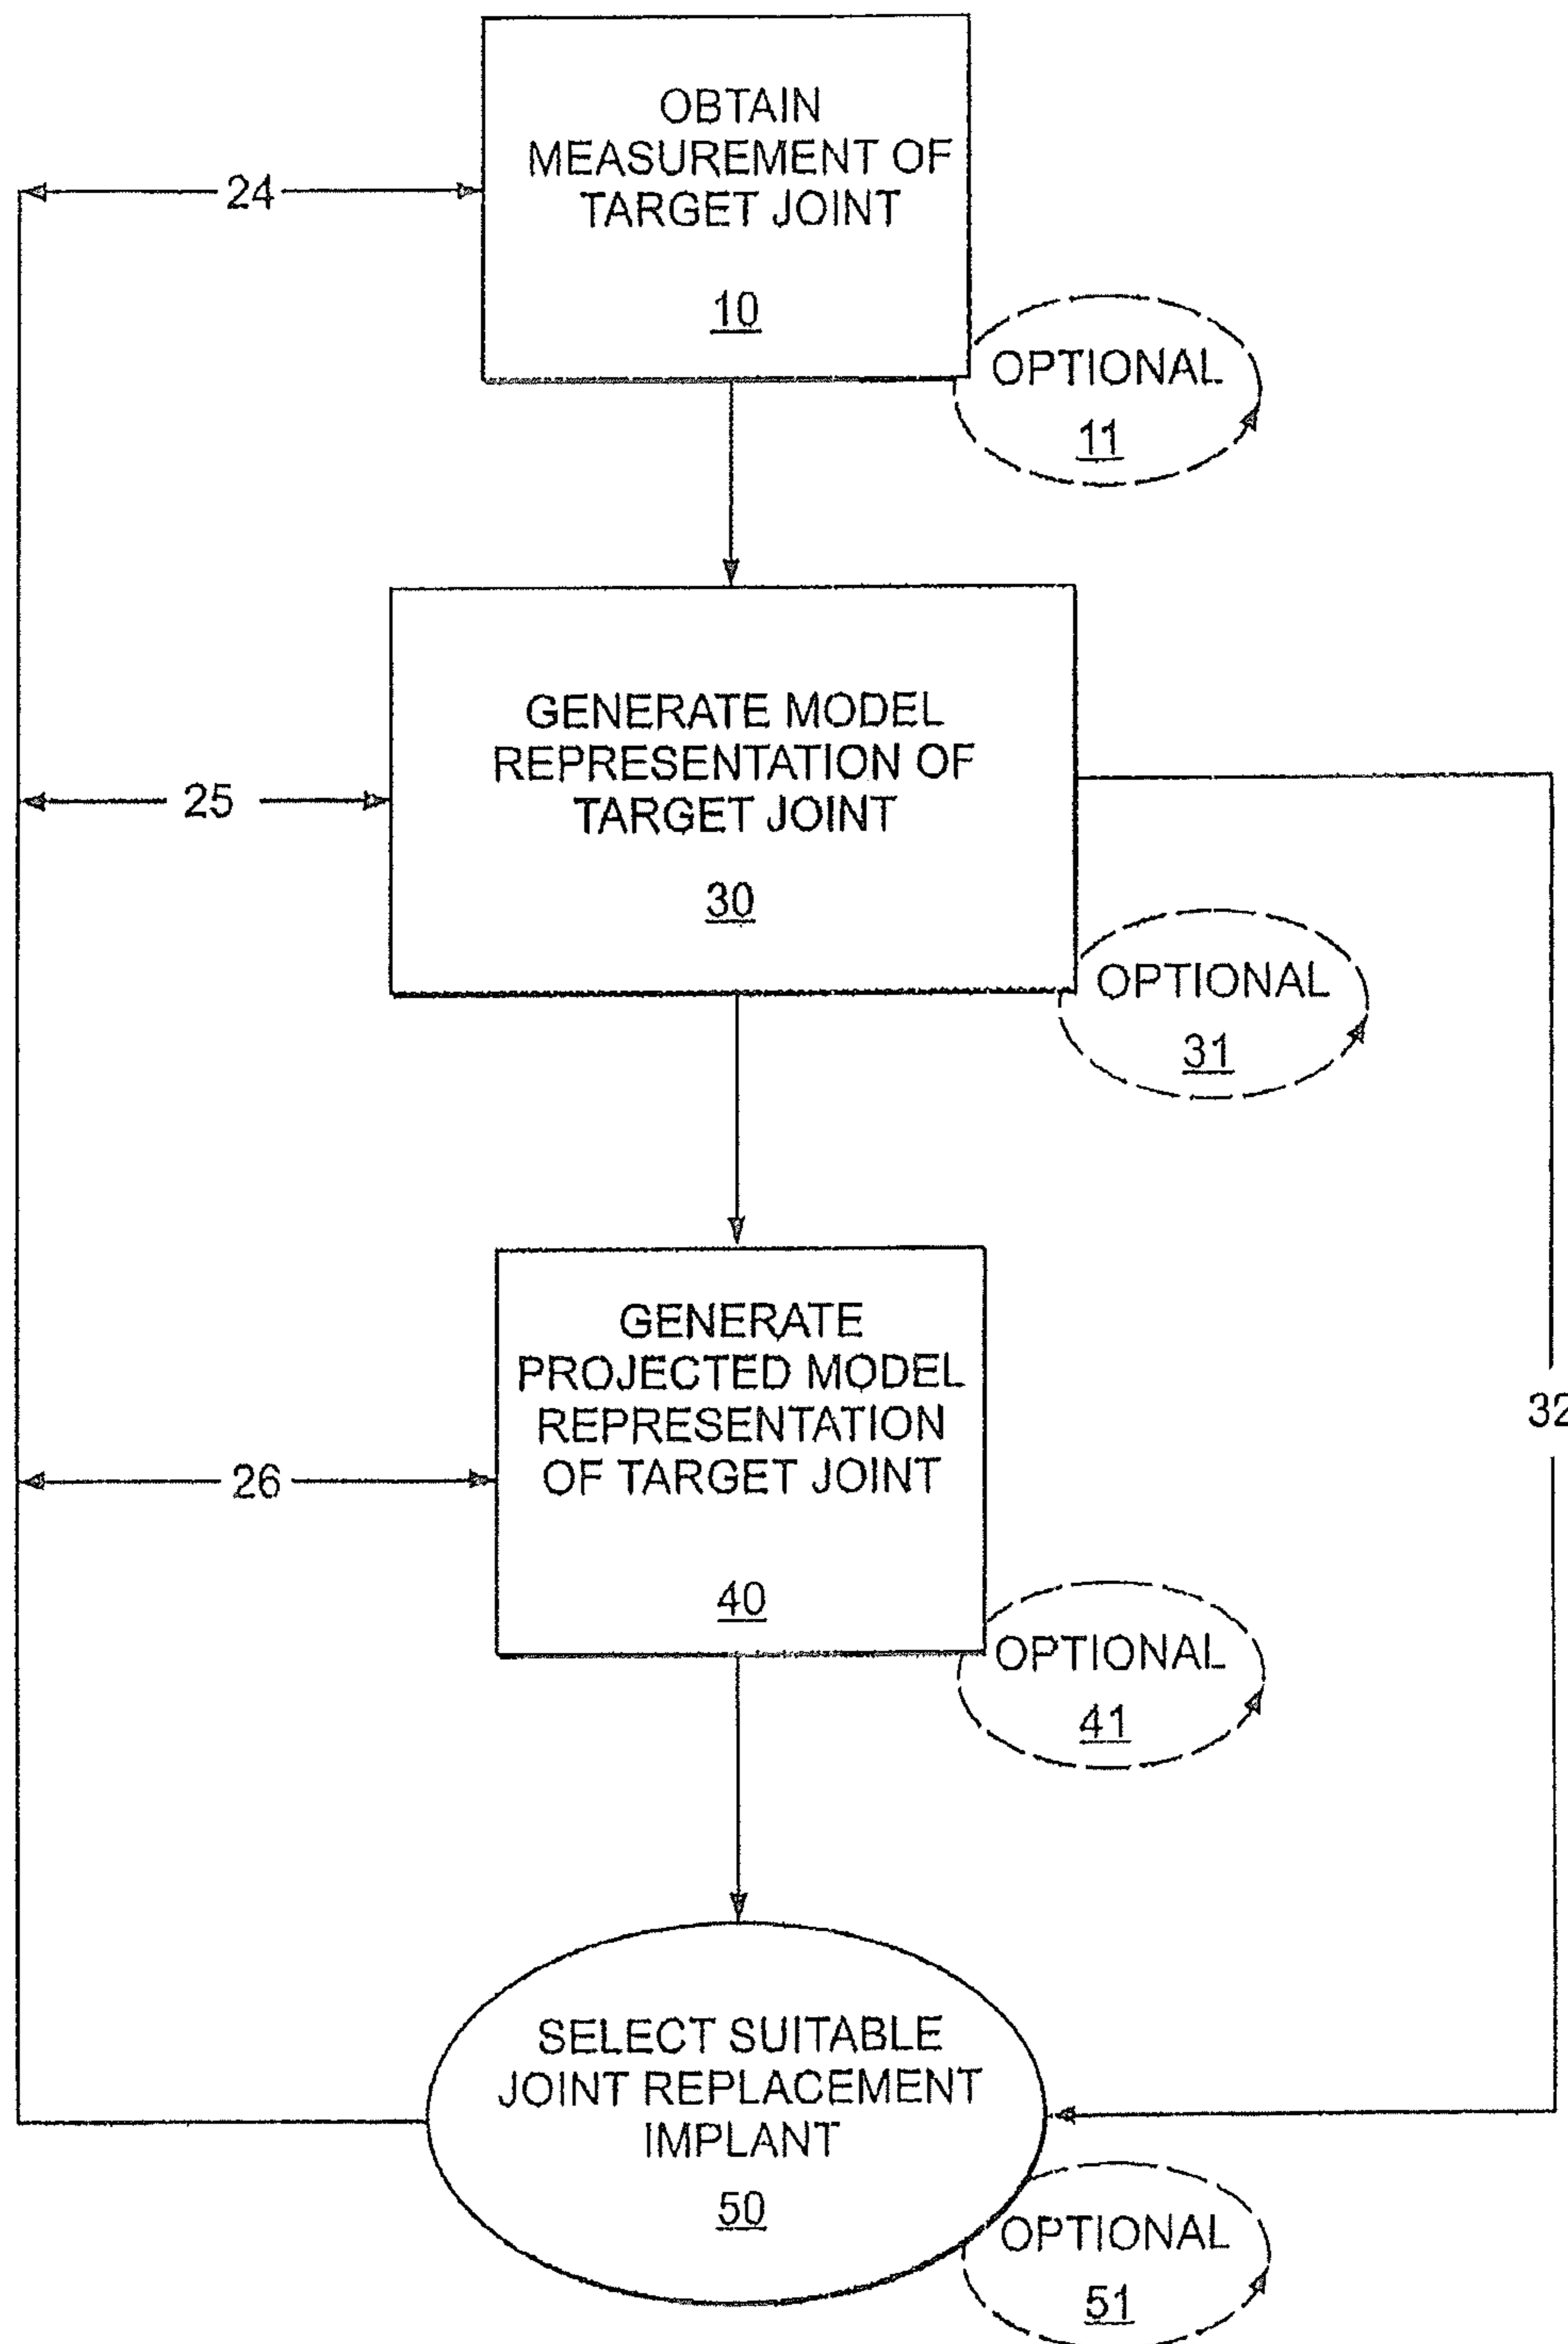 OBTAIN
MEASUREMENT OF
TARGET JOINT
10
24
OPTIONAL
11
GENERATE MODEL
REPRESENTATION OF
TARGET JOINT
30
25
OPTIONAL
31
GENERATE
PROJECTED MODEL
REPRESENTATION
OF TARGET JOINT
40
32
26
OPTIONAL
41
SELECT SUITABLE
JOINT REPLACEMENT
IMPLANT
50
OPTIONAL
51